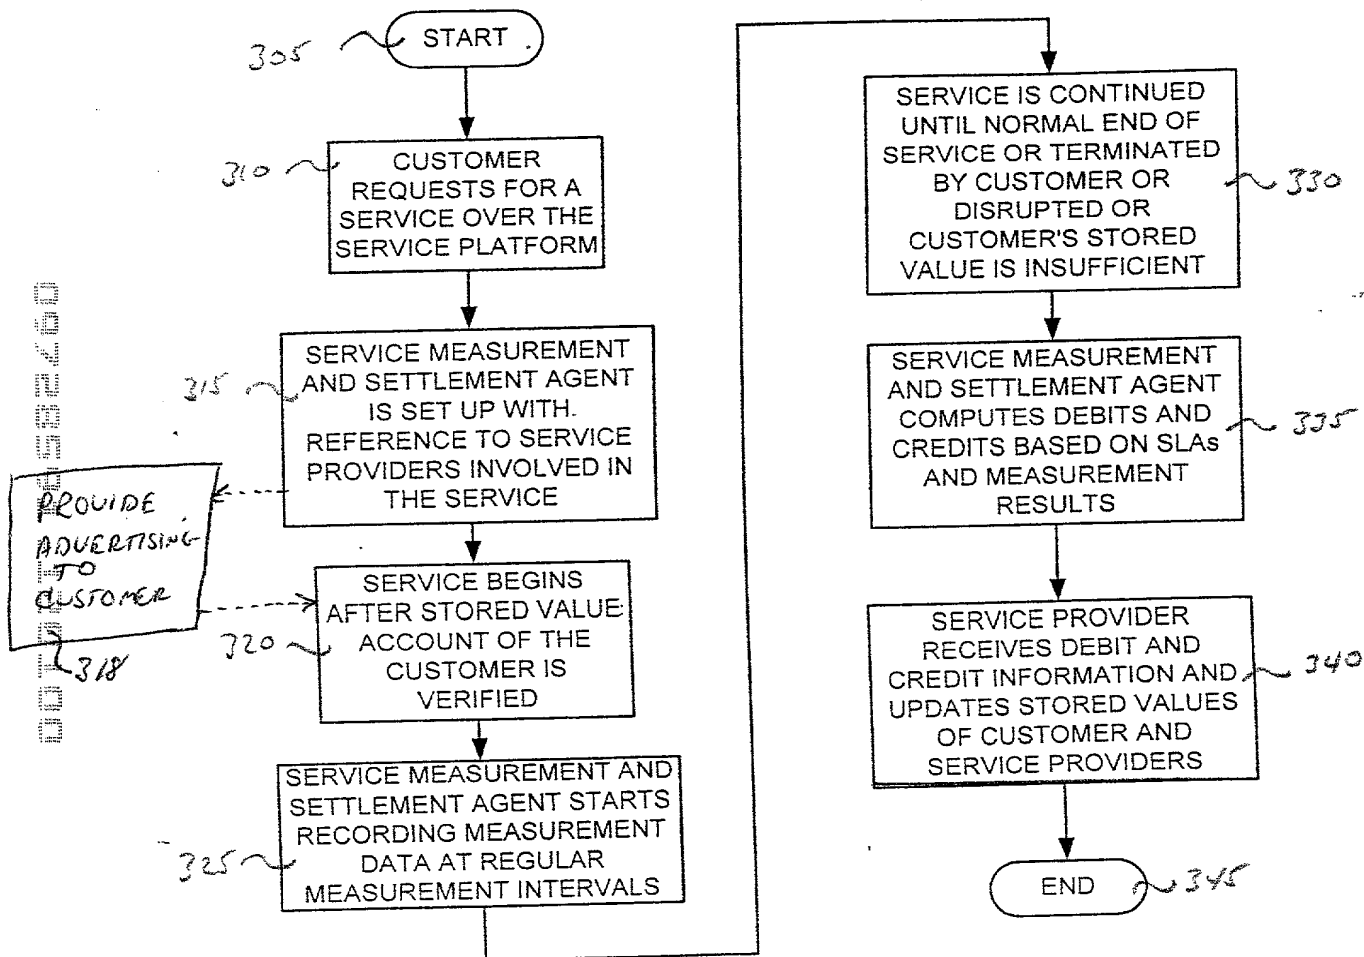 305
START
310
CUSTOMER
REQUESTS FOR A
SERVICE OVER THE
SERVICE PLATFORM
315
SERVICE MEASUREMENT
AND SETTLEMENT AGENT
IS SET UP WITH.
REFERENCE TO SERVICE
PROVIDERS INVOLVED IN
THE SERVICE
PROVIDE
ADVERTISING
TO
CUSTOMER
318
320
SERVICE BEGINS
AFTER STORED VALUE
ACCOUNT OF THE
CUSTOMER IS
VERIFIED
325
SERVICE MEASUREMENT AND
SETTLEMENT AGENT STARTS
RECORDING MEASUREMENT
DATA AT REGULAR
MEASUREMENT INTERVALS
SERVICE IS CONTINUED
UNTIL NORMAL END OF
SERVICE OR TERMINATED
BY CUSTOMER OR
DISRUPTED OR
CUSTOMER'S STORED
VALUE IS INSUFFICIENT
330
SERVICE MEASUREMENT
AND SETTLEMENT AGENT
COMPUTES DEBITS AND
CREDITS BASED ON SLAs
AND MEASUREMENT
RESULTS
335
SERVICE PROVIDER
RECEIVES DEBIT AND
CREDIT INFORMATION AND
UPDATES STORED VALUES
OF CUSTOMER AND
SERVICE PROVIDERS
340
END
345